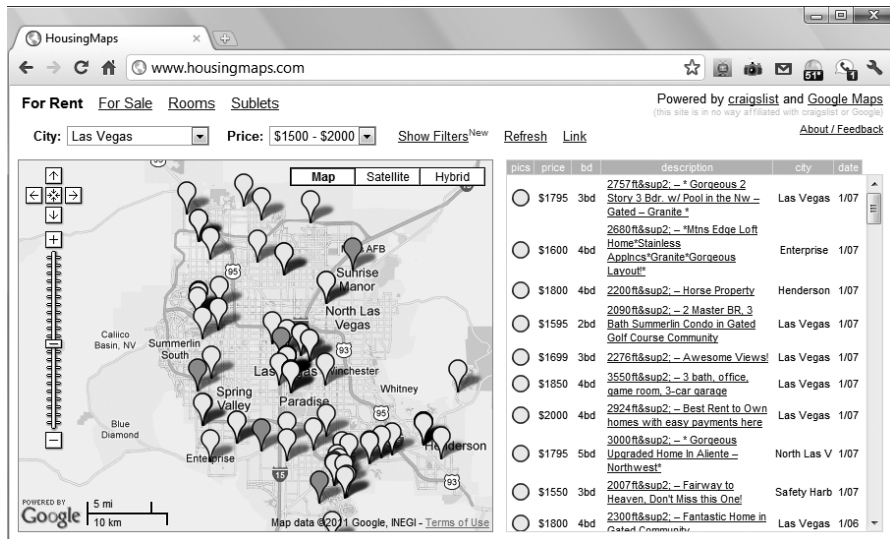 HousingMaps
www.housingmaps.com
51°
1
For Rent For Sale Rooms Sublets
Powered by craigslist and Google Maps
(this site is in no way affiliated with craigslist or Google)
City: Las Vegas Price: $1500 - $2000 Show Filters New Refresh Link
About / Feedback
Map Satellite Hybrid
AFB
95
Sunrise
Manor
North Las
Vegas
Calico
Basin, NV
Summerlin
South
93
Las Vegas
Winchester
Spring
Valley
Paradise
Whitney
95
Blue
Diamond
Enterprise
Henderson
15
93
POWERED BY
Google
5 mi
10 km
Map data ©2011 Google, INEGI - Terms of Use
pics price bd description city date
$1795 3bd 2757ft&sup2; – * Gorgeous 2
Story 3 Bdr. w/ Pool in the Nw –
Gated – Granite * Las Vegas 1/07
$1600 4bd 2680ft&sup2; – *Mtns Edge Loft
Home*Stainless
Applncs*Granite*Gorgeous
Layout!* Enterprise 1/07
$1800 4bd 2200ft&sup2; – Horse Property Henderson 1/07
$1595 2bd 2090ft&sup2; – 2 Master BR, 3
Bath Summerlin Condo in Gated
Golf Course Community Las Vegas 1/07
$1699 3bd 2276ft&sup2; – Awesome Views! Las Vegas 1/07
$1850 4bd 3550ft&sup2; – 3 bath, office,
game room, 3-car garage Las Vegas 1/07
$2000 4bd 2924ft&sup2; – Best Rent to Own
homes with easy payments here Las Vegas 1/07
$1795 5bd 3000ft&sup2; – * Gorgeous
Upgraded Home In Aliente –
Northwest* North Las V 1/07
$1550 3bd 2007ft&sup2; – Fairway to
Heaven, Don't Miss this One! Safety Harb 1/07
$1800 4bd 2300ft&sup2; – Fantastic Home in
Gated Community Las Vegas 1/06